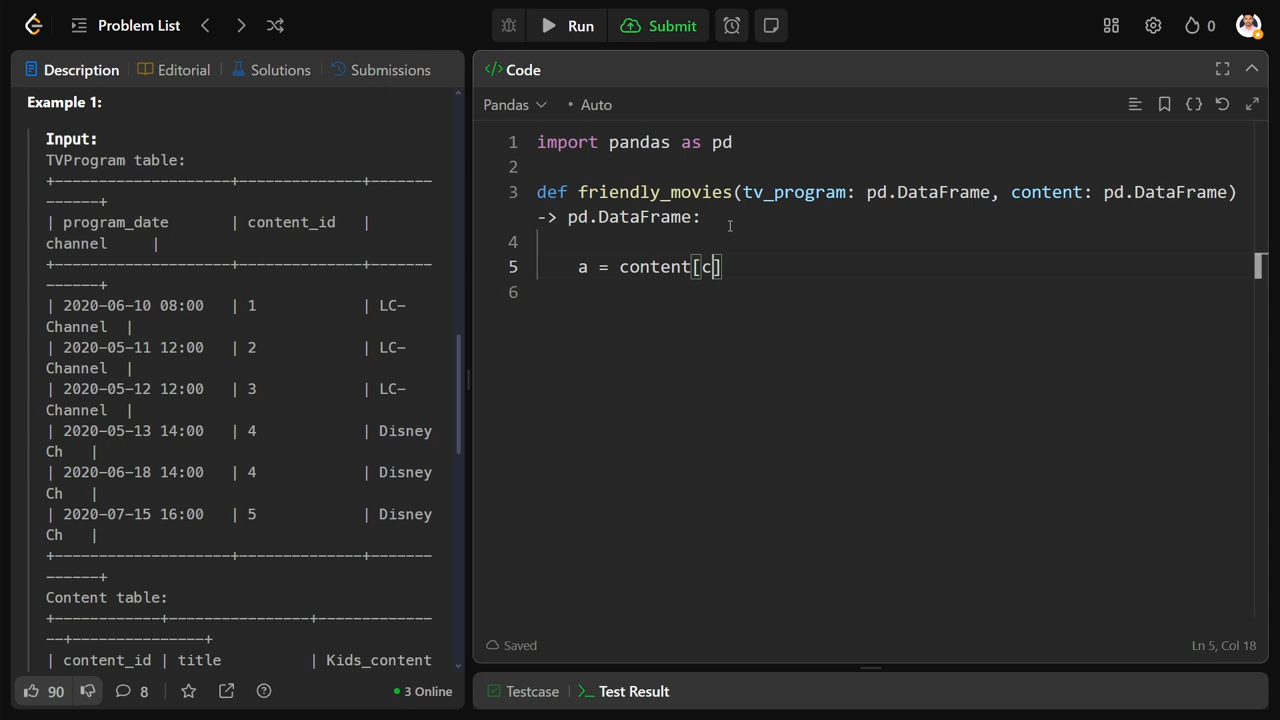 Problem List
Run
Submit
0
Description
Editorial
Solutions
Submissions
Example 1:
Input:
TVProgram table:
+--------------------+--------------+-------
------+
| program_date       | content_id   |
channel     |
+--------------------+--------------+-------
------+
| 2020-06-10 08:00   | 1            | LC-
Channel  |
| 2020-05-11 12:00   | 2            | LC-
Channel  |
| 2020-05-12 12:00   | 3            | LC-
Channel  |
| 2020-05-13 14:00   | 4            | Disney
Ch   |
| 2020-06-18 14:00   | 4            | Disney
Ch   |
| 2020-07-15 16:00   | 5            | Disney
Ch   |
+--------------------+--------------+-------
------+
Content table:
+------------+----------------+-------------
--+---------------+
| content_id | title          | Kids_content
90
8
3 Online
</> Code
Pandas
• Auto
1 import pandas as pd
2
3 def friendly_movies(tv_program: pd.DataFrame, content: pd.DataFrame)
-> pd.DataFrame:
4
5     a = content[c]
6
Saved
Ln 5, Col 18
Testcase
Test Result